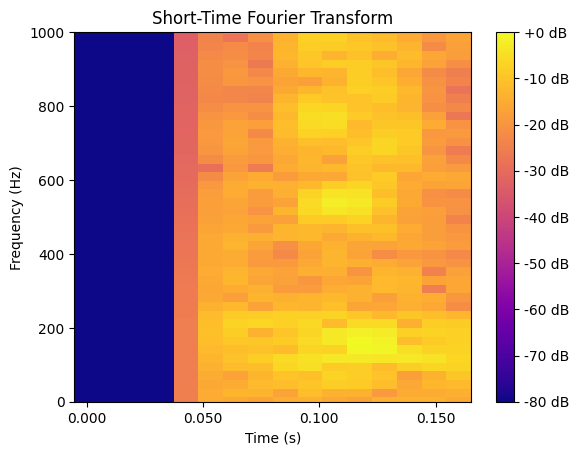 Short-Time Fourier Transform
Frequency (Hz)
1000
800
600
400
200
0
0.000
0.050
0.100
0.150
Time (s)
+0 dB
-10 dB
-20 dB
-30 dB
-40 dB
-50 dB
-60 dB
-70 dB
-80 dB